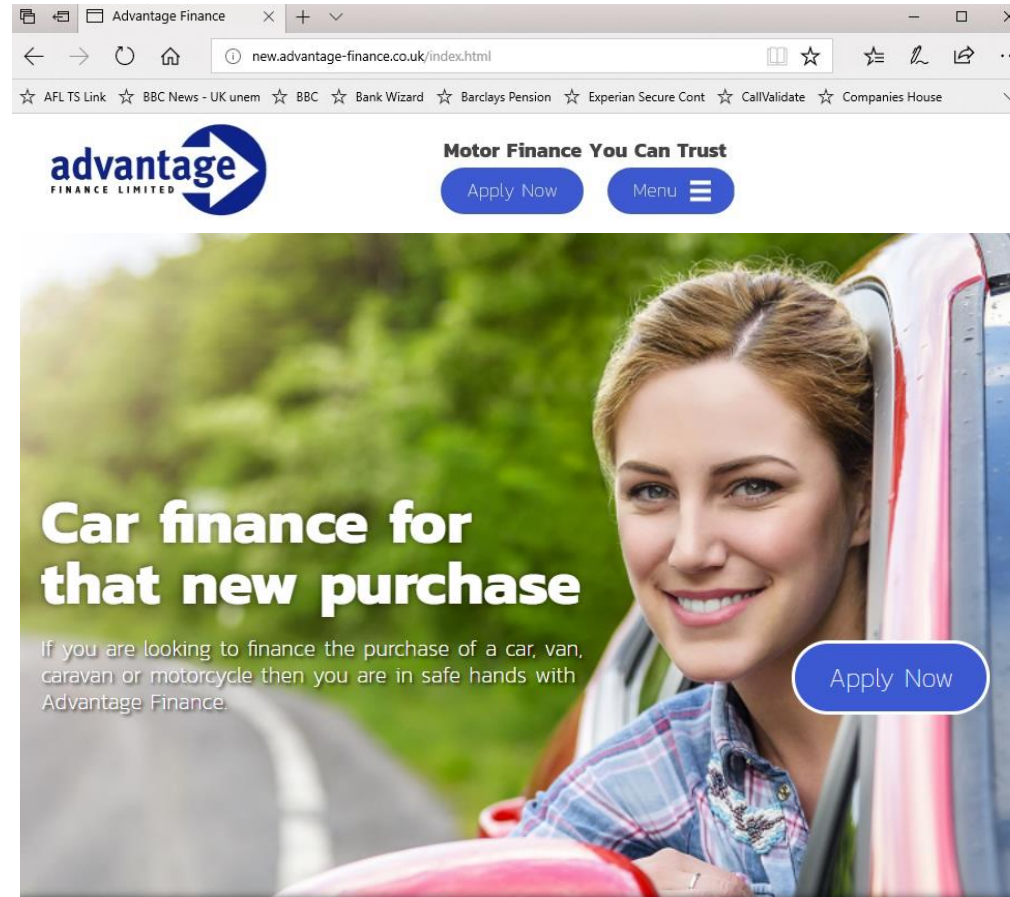 Advantage Finance
new.advantage-finance.co.uk/index.html
AFL TS Link BBC News - UK unem BBC Bank Wizard Barclays Pension Experian Secure Cont CallValidate Companies House
advantage
FINANCE LIMITED
Motor Finance You Can Trust
Apply Now Menu
Car finance for
that new purchase
If you are looking to finance the purchase of a car, van,
caravan or motorcycle then you are in safe hands with
Advantage Finance.
Apply Now